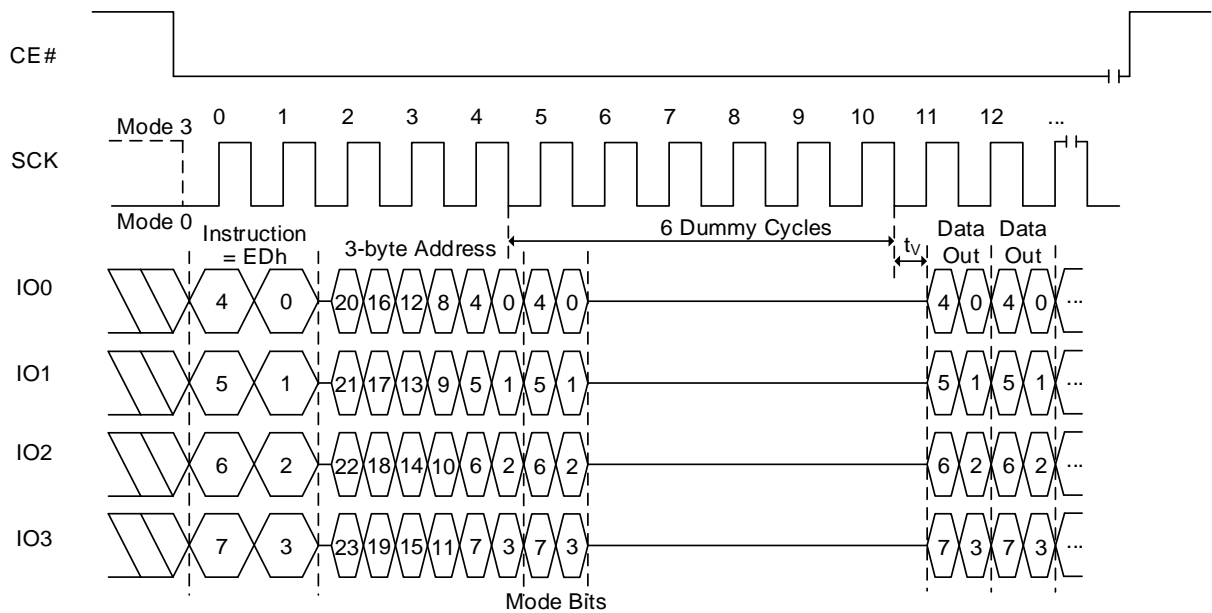 CE#
0 1 2 3 4 5 6 7 8 9 10 11 12 ...
Mode 3
SCK
Mode 0
Instruction
= EDh
3-byte Address
6 Dummy Cycles
tV
Data
Out
Data
Out
IO0 4 0 20 16 12 8 4 0 4 0 4 0 4 0 ...
IO1 5 1 21 17 13 9 5 1 5 1 5 1 5 1 ...
IO2 6 2 22 18 14 10 6 2 6 2 6 2 6 2 ...
IO3 7 3 23 19 15 11 7 3 7 3 7 3 7 3 ...
Mode Bits